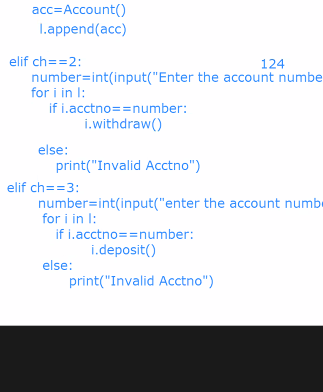 acc=Account()
l.append(acc)
elif ch==2:
124
number=int(input("Enter the account numbe
for i in l:
if i.acctno==number:
i.withdraw()
else:
print("Invalid Acctno")
elif ch==3:
number=int(input("enter the account numbe
for i in l:
if i.acctno==number:
i.deposit()
else:
print("Invalid Acctno")